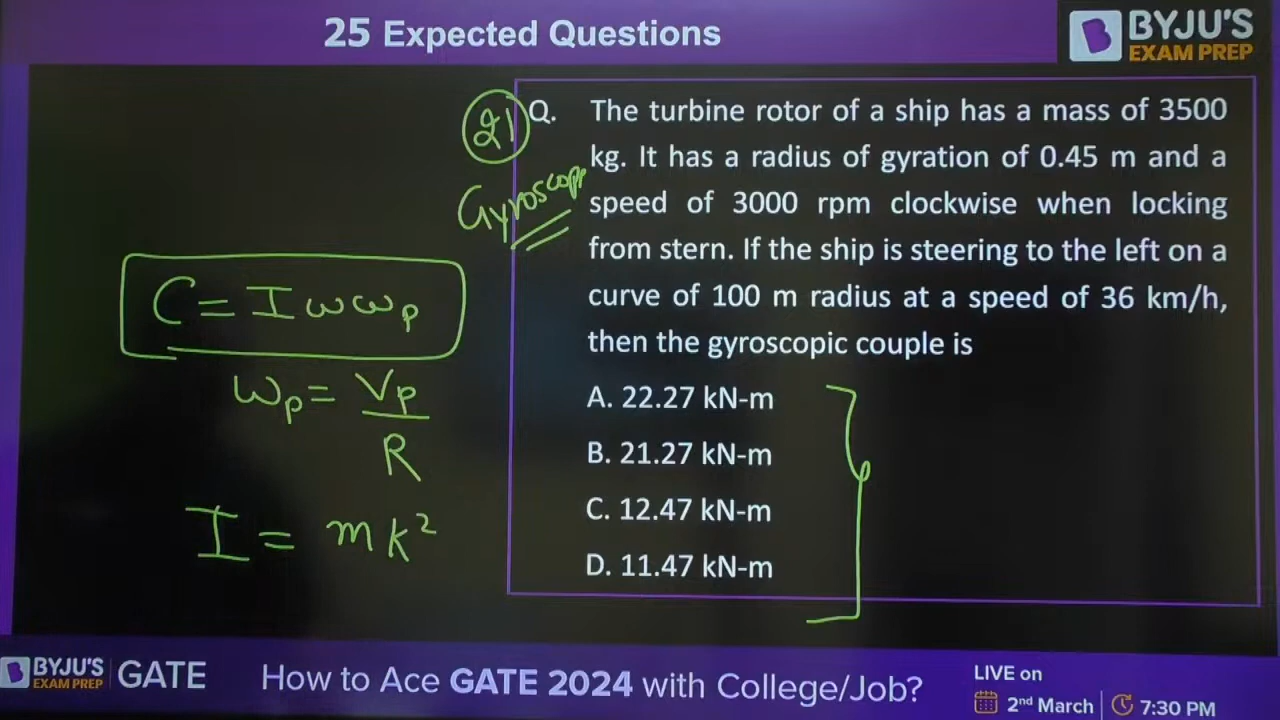 25 Expected Questions
BYJU'S
EXAM PREP
21
Gyroscope
Q. The turbine rotor of a ship has a mass of 3500
kg. It has a radius of gyration of 0.45 m and a
speed of 3000 rpm clockwise when locking
from stern. If the ship is steering to the left on a
curve of 100 m radius at a speed of 36 km/h,
then the gyroscopic couple is
A. 22.27 kN-m
B. 21.27 kN-m
C. 12.47 kN-m
D. 11.47 kN-m
C = I ω ωp
ωp = Vp
R
I = mk²
BYJU'S
EXAM PREP
GATE
How to Ace GATE 2024 with College/Job?
LIVE on
2nd March
7:30 PM